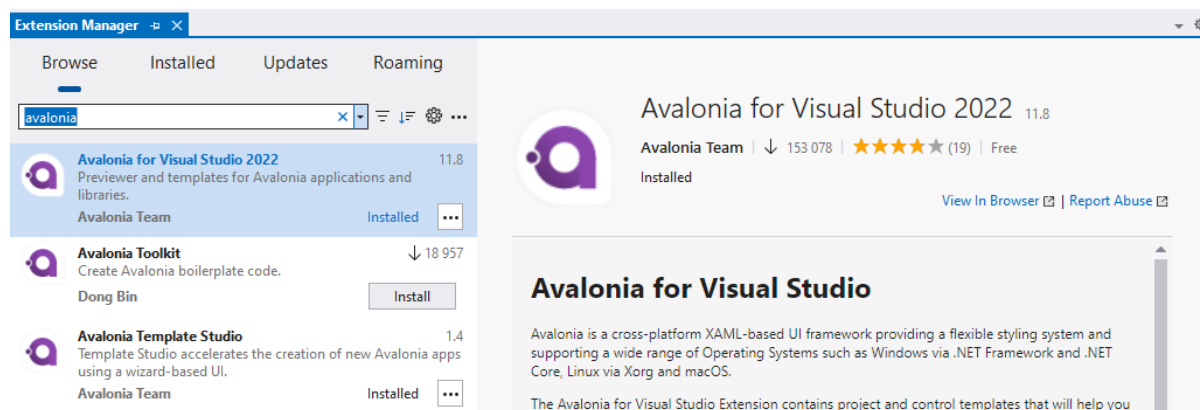 Extension Manager
Browse Installed Updates Roaming
avalonia
Avalonia for Visual Studio 2022 11.8
Previewer and templates for Avalonia applications and
libraries.
Avalonia Team Installed
Avalonia Toolkit 18 957
Create Avalonia boilerplate code.
Dong Bin Install
Avalonia Template Studio 1.4
Template Studio accelerates the creation of new Avalonia apps
using a wizard-based UI.
Avalonia Team Installed
Avalonia for Visual Studio 2022 11.8
Avalonia Team 153 078 (19) Free
Installed
View In Browser | Report Abuse
Avalonia for Visual Studio
Avalonia is a cross-platform XAML-based UI framework providing a flexible styling system and
supporting a wide range of Operating Systems such as Windows via .NET Framework and .NET
Core, Linux via Xorg and macOS.
The Avalonia for Visual Studio Extension contains project and control templates that will help you